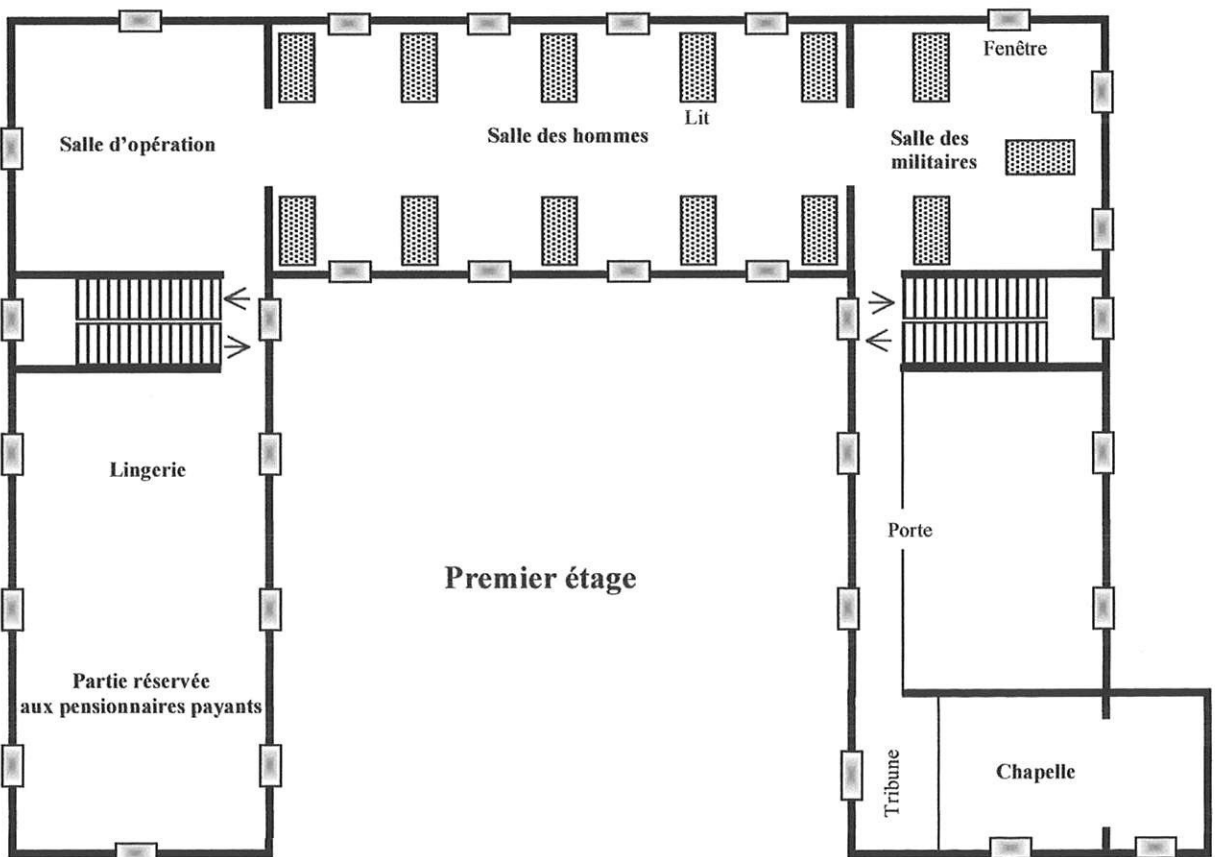 Fenêtre
Salle d'opération
Salle des hommes
Lit
Salle des
militaires
Lingerie
Porte
Premier étage
Partie réservée
aux pensionnaires payants
Tribune
Chapelle